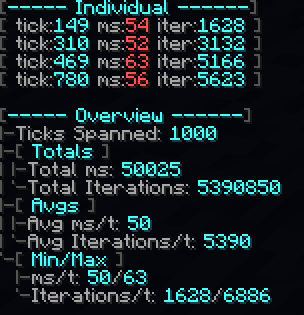 [----- Individual ------]
[ tick:149 ms:54 iter:1628 ]
[ tick:310 ms:52 iter:3132 ]
[ tick:469 ms:63 iter:5166 ]
[ tick:780 ms:56 iter:5623 ]
[----- Overview ------]
|-Ticks Spanned: 1000
|-[ Totals ]
| |-Total ms: 50025
| '-Total Iterations: 5390850
|-[ Avgs ]
| |-Avg ms/t: 50
| '-Avg Iterations/t: 5390
'-[ Min/Max ]
|-ms/t: 50/63
'-Iterations/t: 1628/6886